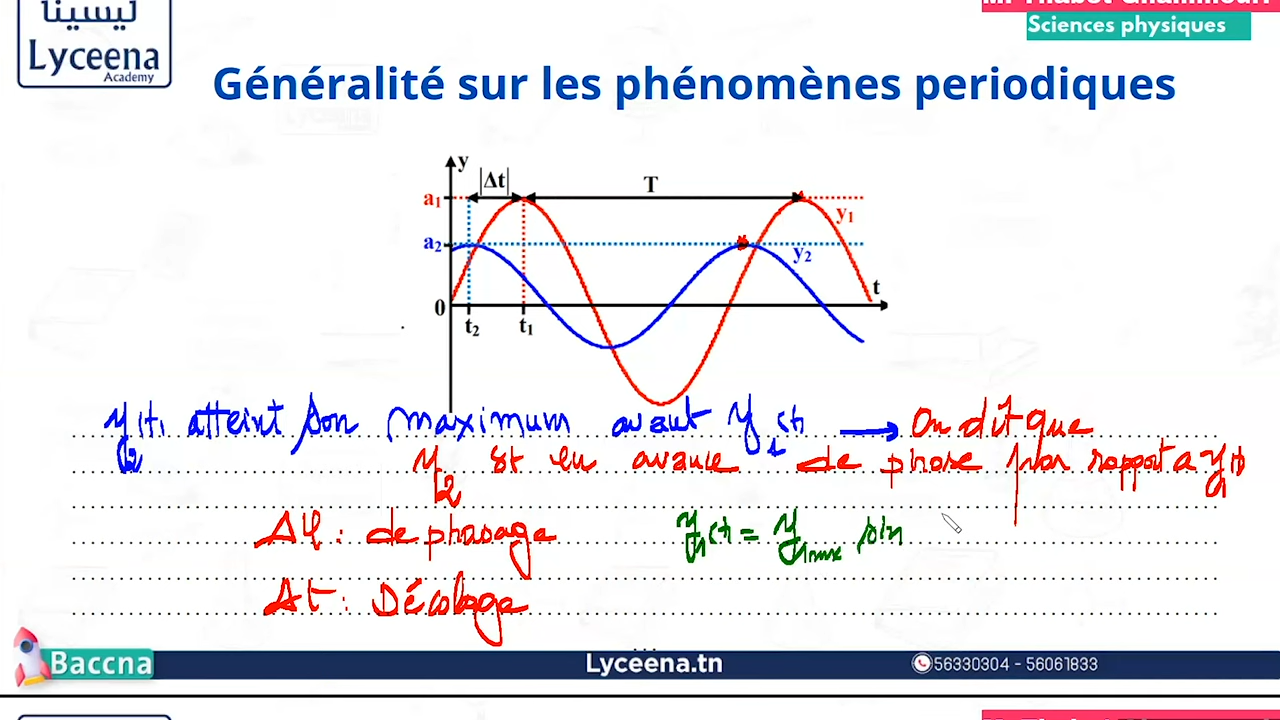 ليسينا
Lyceena
Academy
Sciences physiques
Généralité sur les phénomènes periodiques
y
|Δt|
T
a₁
y₁
a₂
y₂
t
0
t₂
t₁
y₂(t) atteint son maximum avant y₁(t) → On dit que
y₂ est en avance de phase par rapport a y₁(t)
Δφ : dephasage
y₁(t) = y₁max sin
Δt : Décalage
...
Baccna
Lyceena.tn
56330304 - 56061833